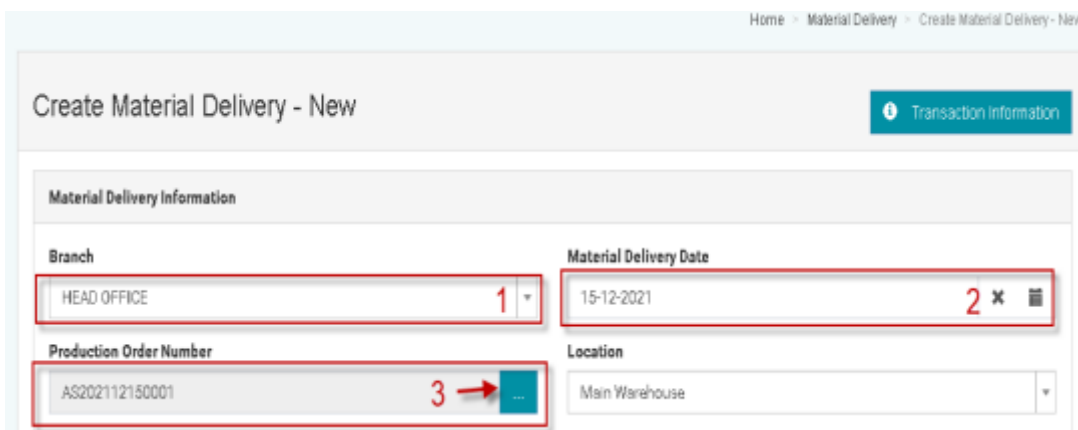 Home > Material Delivery > Create Material Delivery - New
Create Material Delivery - New
Transaction Information
Material Delivery Information
Branch
Material Delivery Date
HEAD OFFICE 1
15-12-2021 2
Production Order Number
Location
AS202112150001 3 ...
Main Warehouse